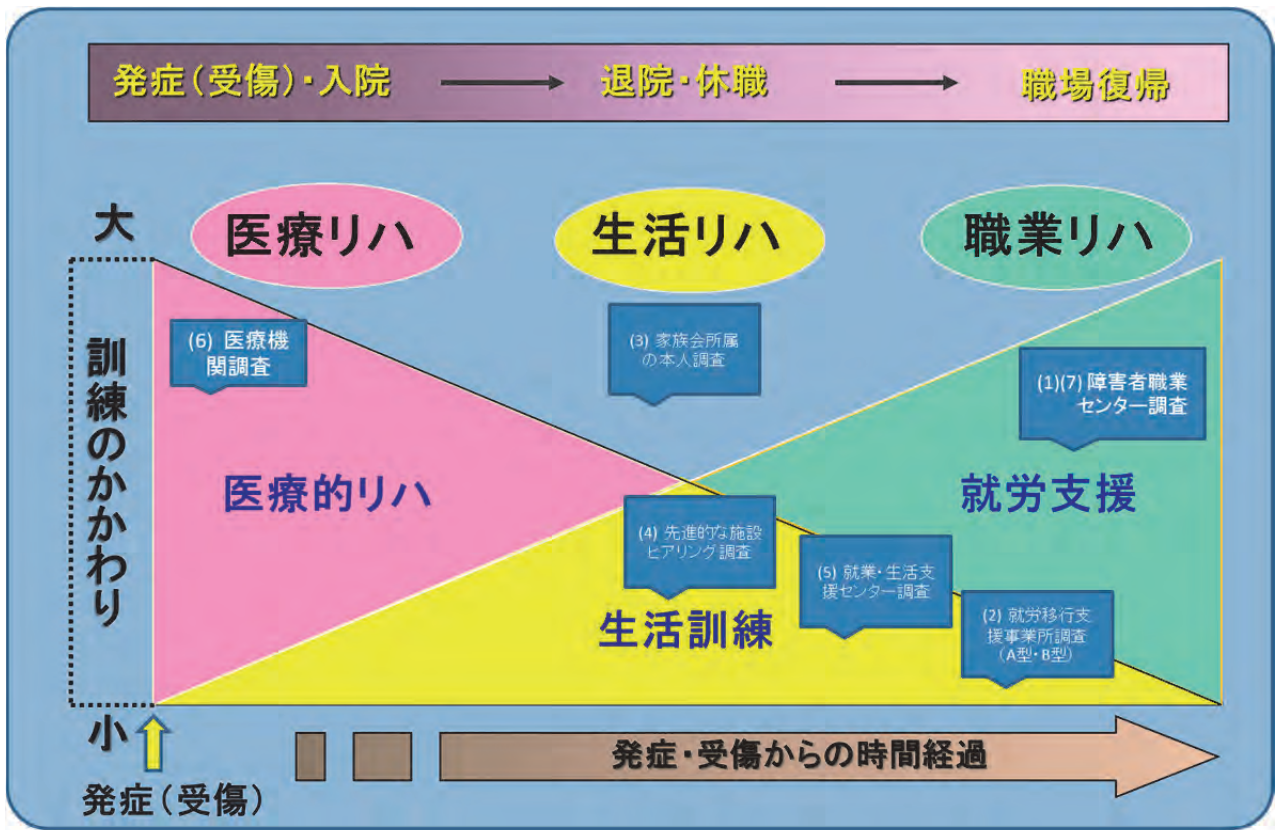 発症(受傷)・入院 退院・休職 職場復帰
大
医療リハ 生活リハ 職業リハ
訓練のかかわり
(6) 医療機
関調査
(3) 家族会所属
の本人調査
(1)(7) 障害者職業
センター調査
医療的リハ
就労支援
(4) 先進的な施設
ヒアリング調査
(5) 就業・生活支
援センター調査
(2) 就労移行支
援事業所調査
(A型・B型)
生活訓練
小
発症・受傷からの時間経過
発症(受傷)